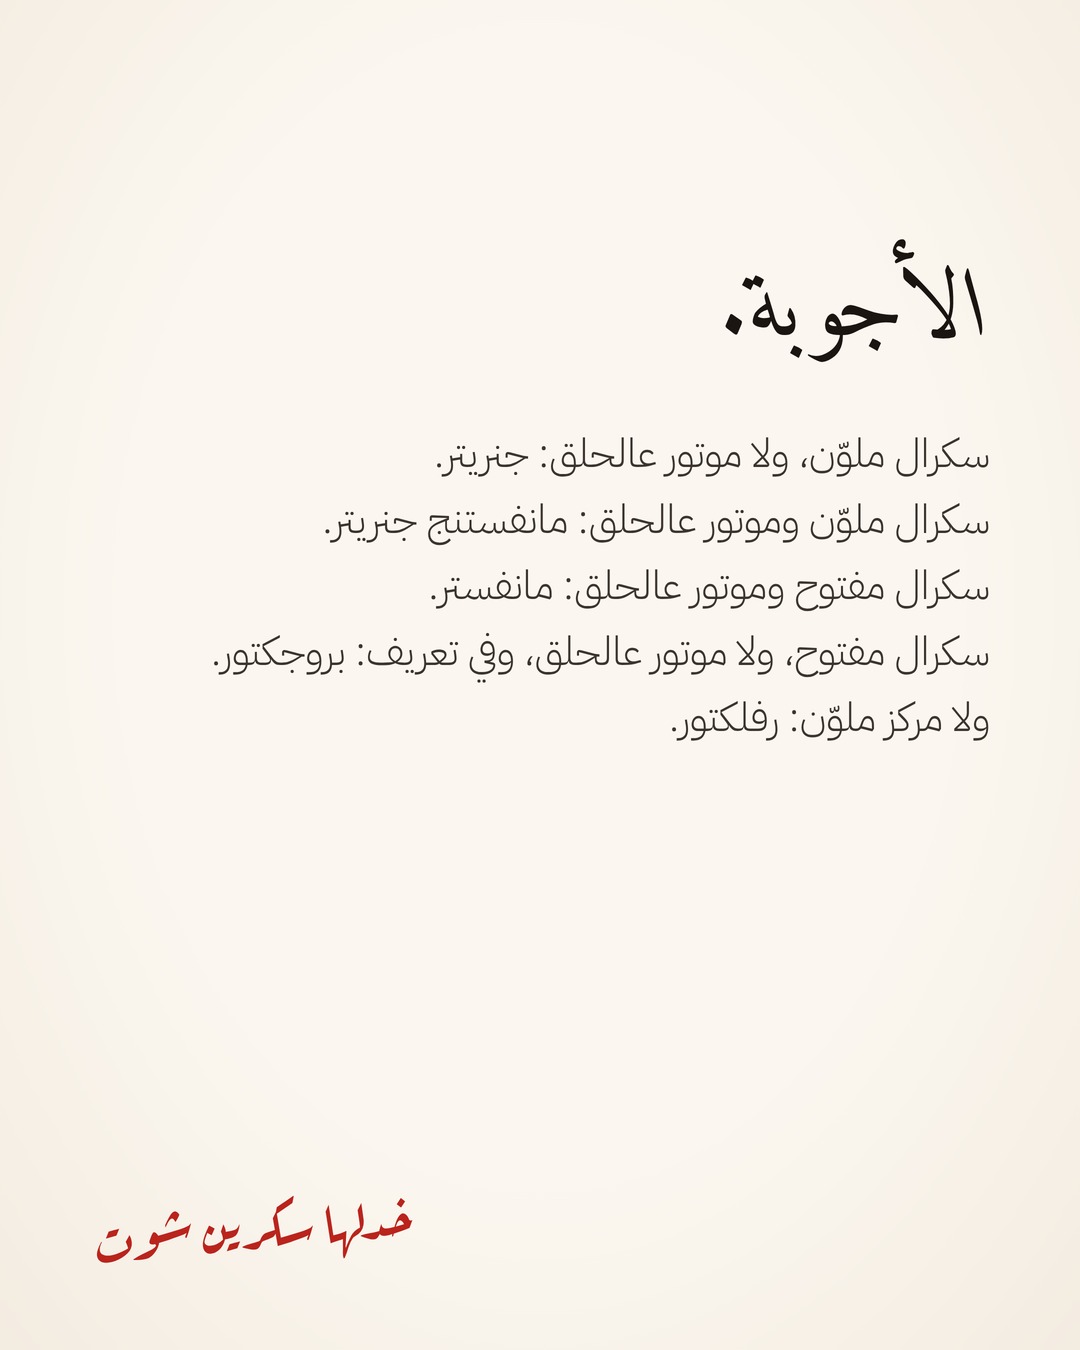 الأجوبة.
سكرال ملوّن، ولا موتور عالحلق: جنريتر.
سكرال ملوّن وموتور عالحلق: مانفستنج جنريتر.
سكرال مفتوح وموتور عالحلق: مانفستر.
سكرال مفتوح، ولا موتور عالحلق، وفي تعريف: بروجكتور.
ولا مركز ملوّن: رفلكتور.
خدلها سكرين شوت